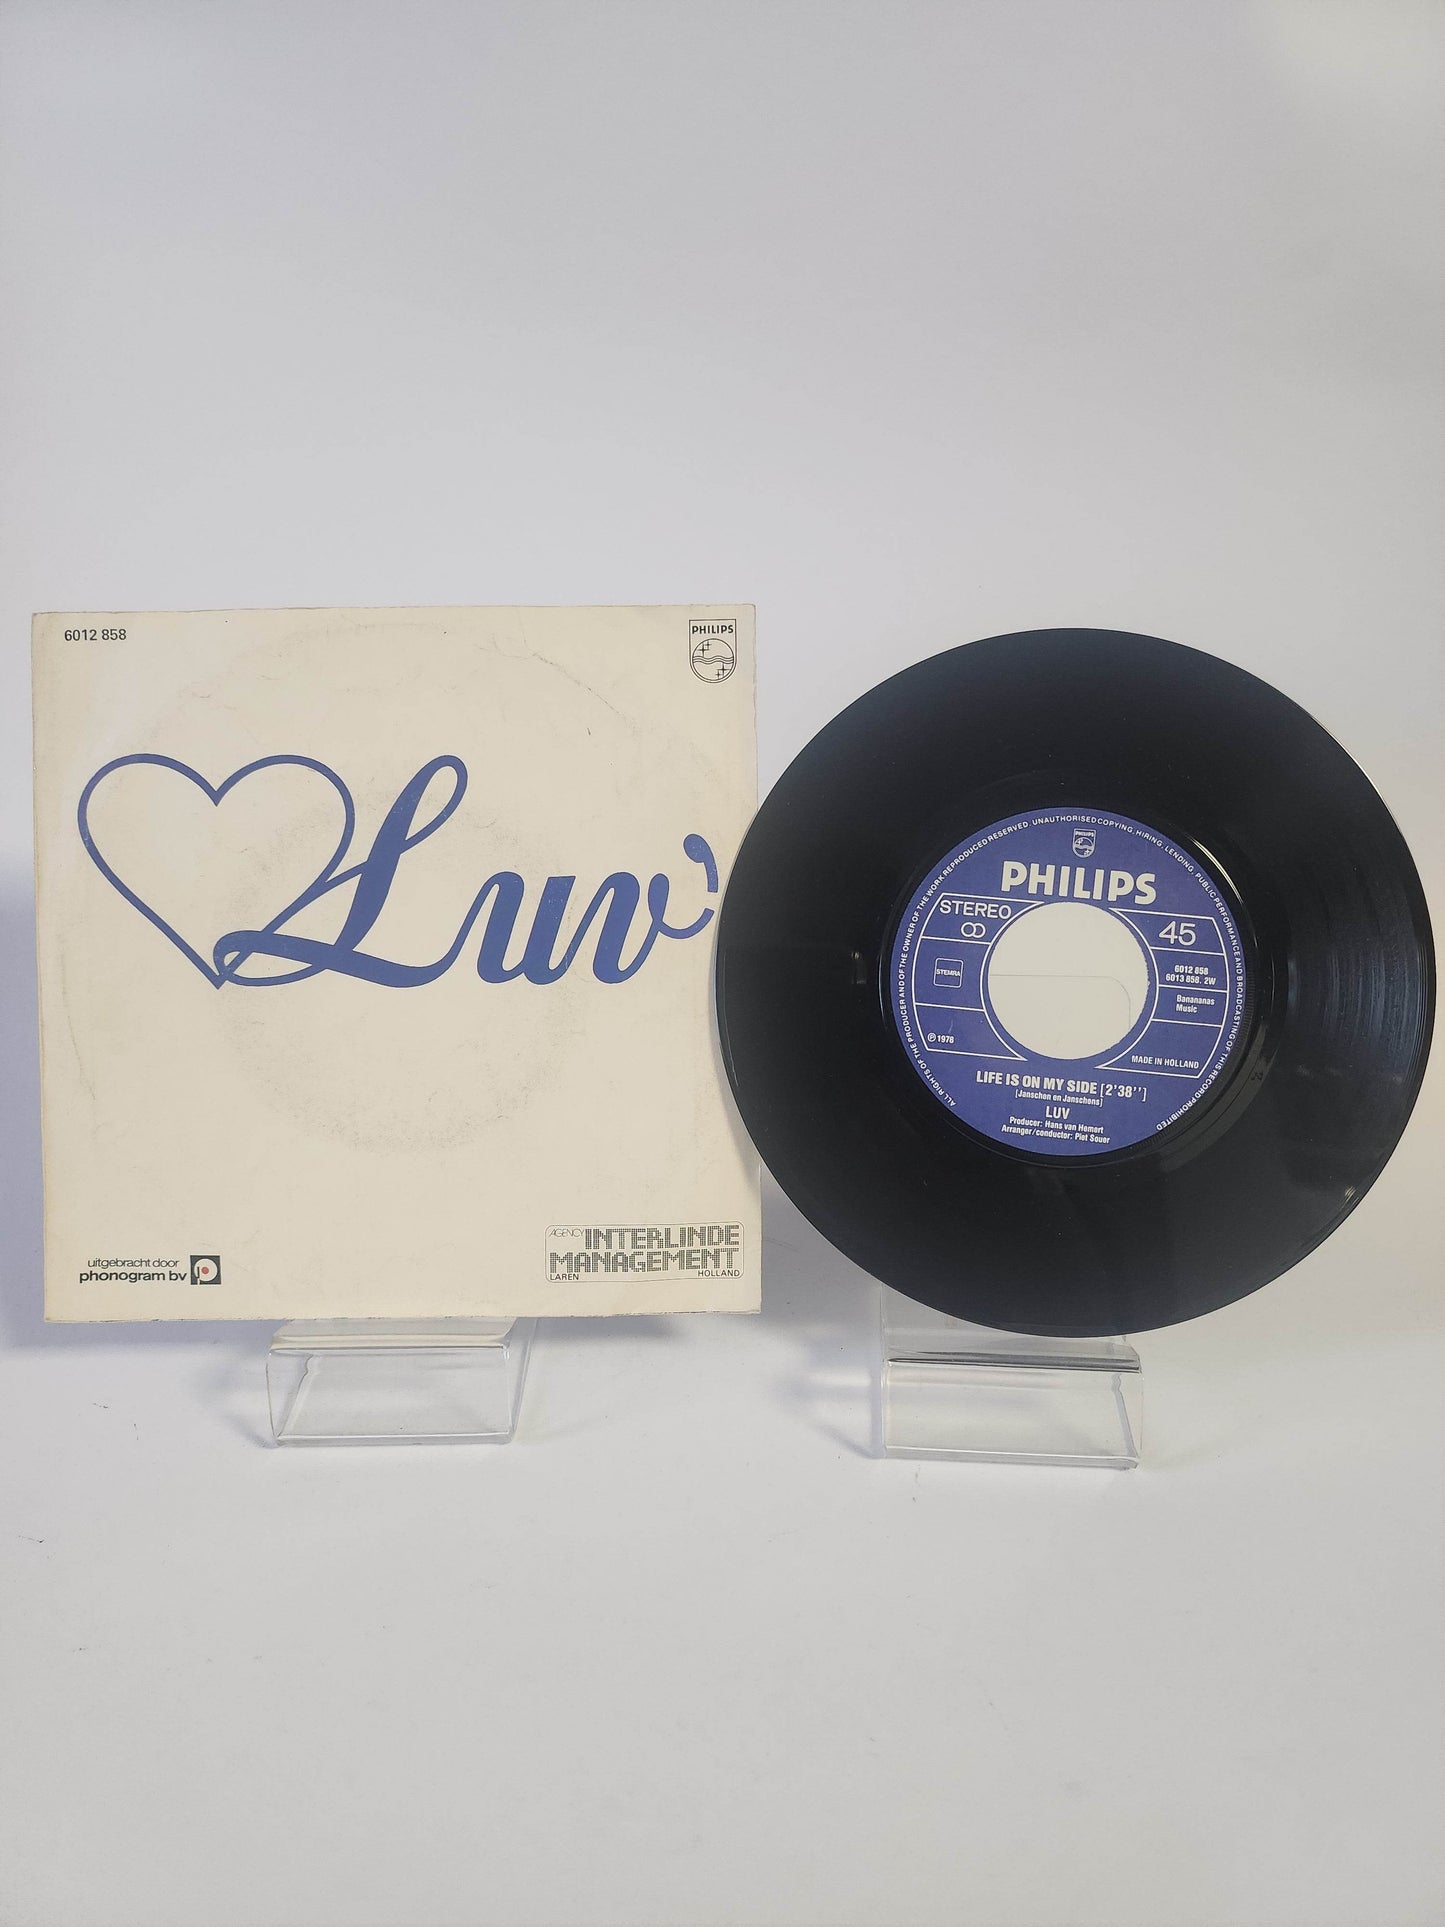 6012 858
PHILIPS
Luv'
uitgebracht door
phonogram bv
AGENCY INTERLINDE
MANAGEMENT
LAREN HOLLAND
ALL RIGHTS OF THE PRODUCER AND OF THE OWNER OF THE WORK REPRODUCED RESERVED. UNAUTHORISED COPYING, HIRING, LENDING, PUBLIC PERFORMANCE AND BROADCASTING OF THIS RECORD PROHIBITED
PHILIPS
PHILIPS
STEREO
45
STEMRA
6012 858
6013 858. 2W
Banananas
Music
℗ 1978
MADE IN HOLLAND
LIFE IS ON MY SIDE [2'38'']
[Janschen en Janschens]
LUV
Producer: Hans van Hemert
Arranger/conductor: Piet Souer